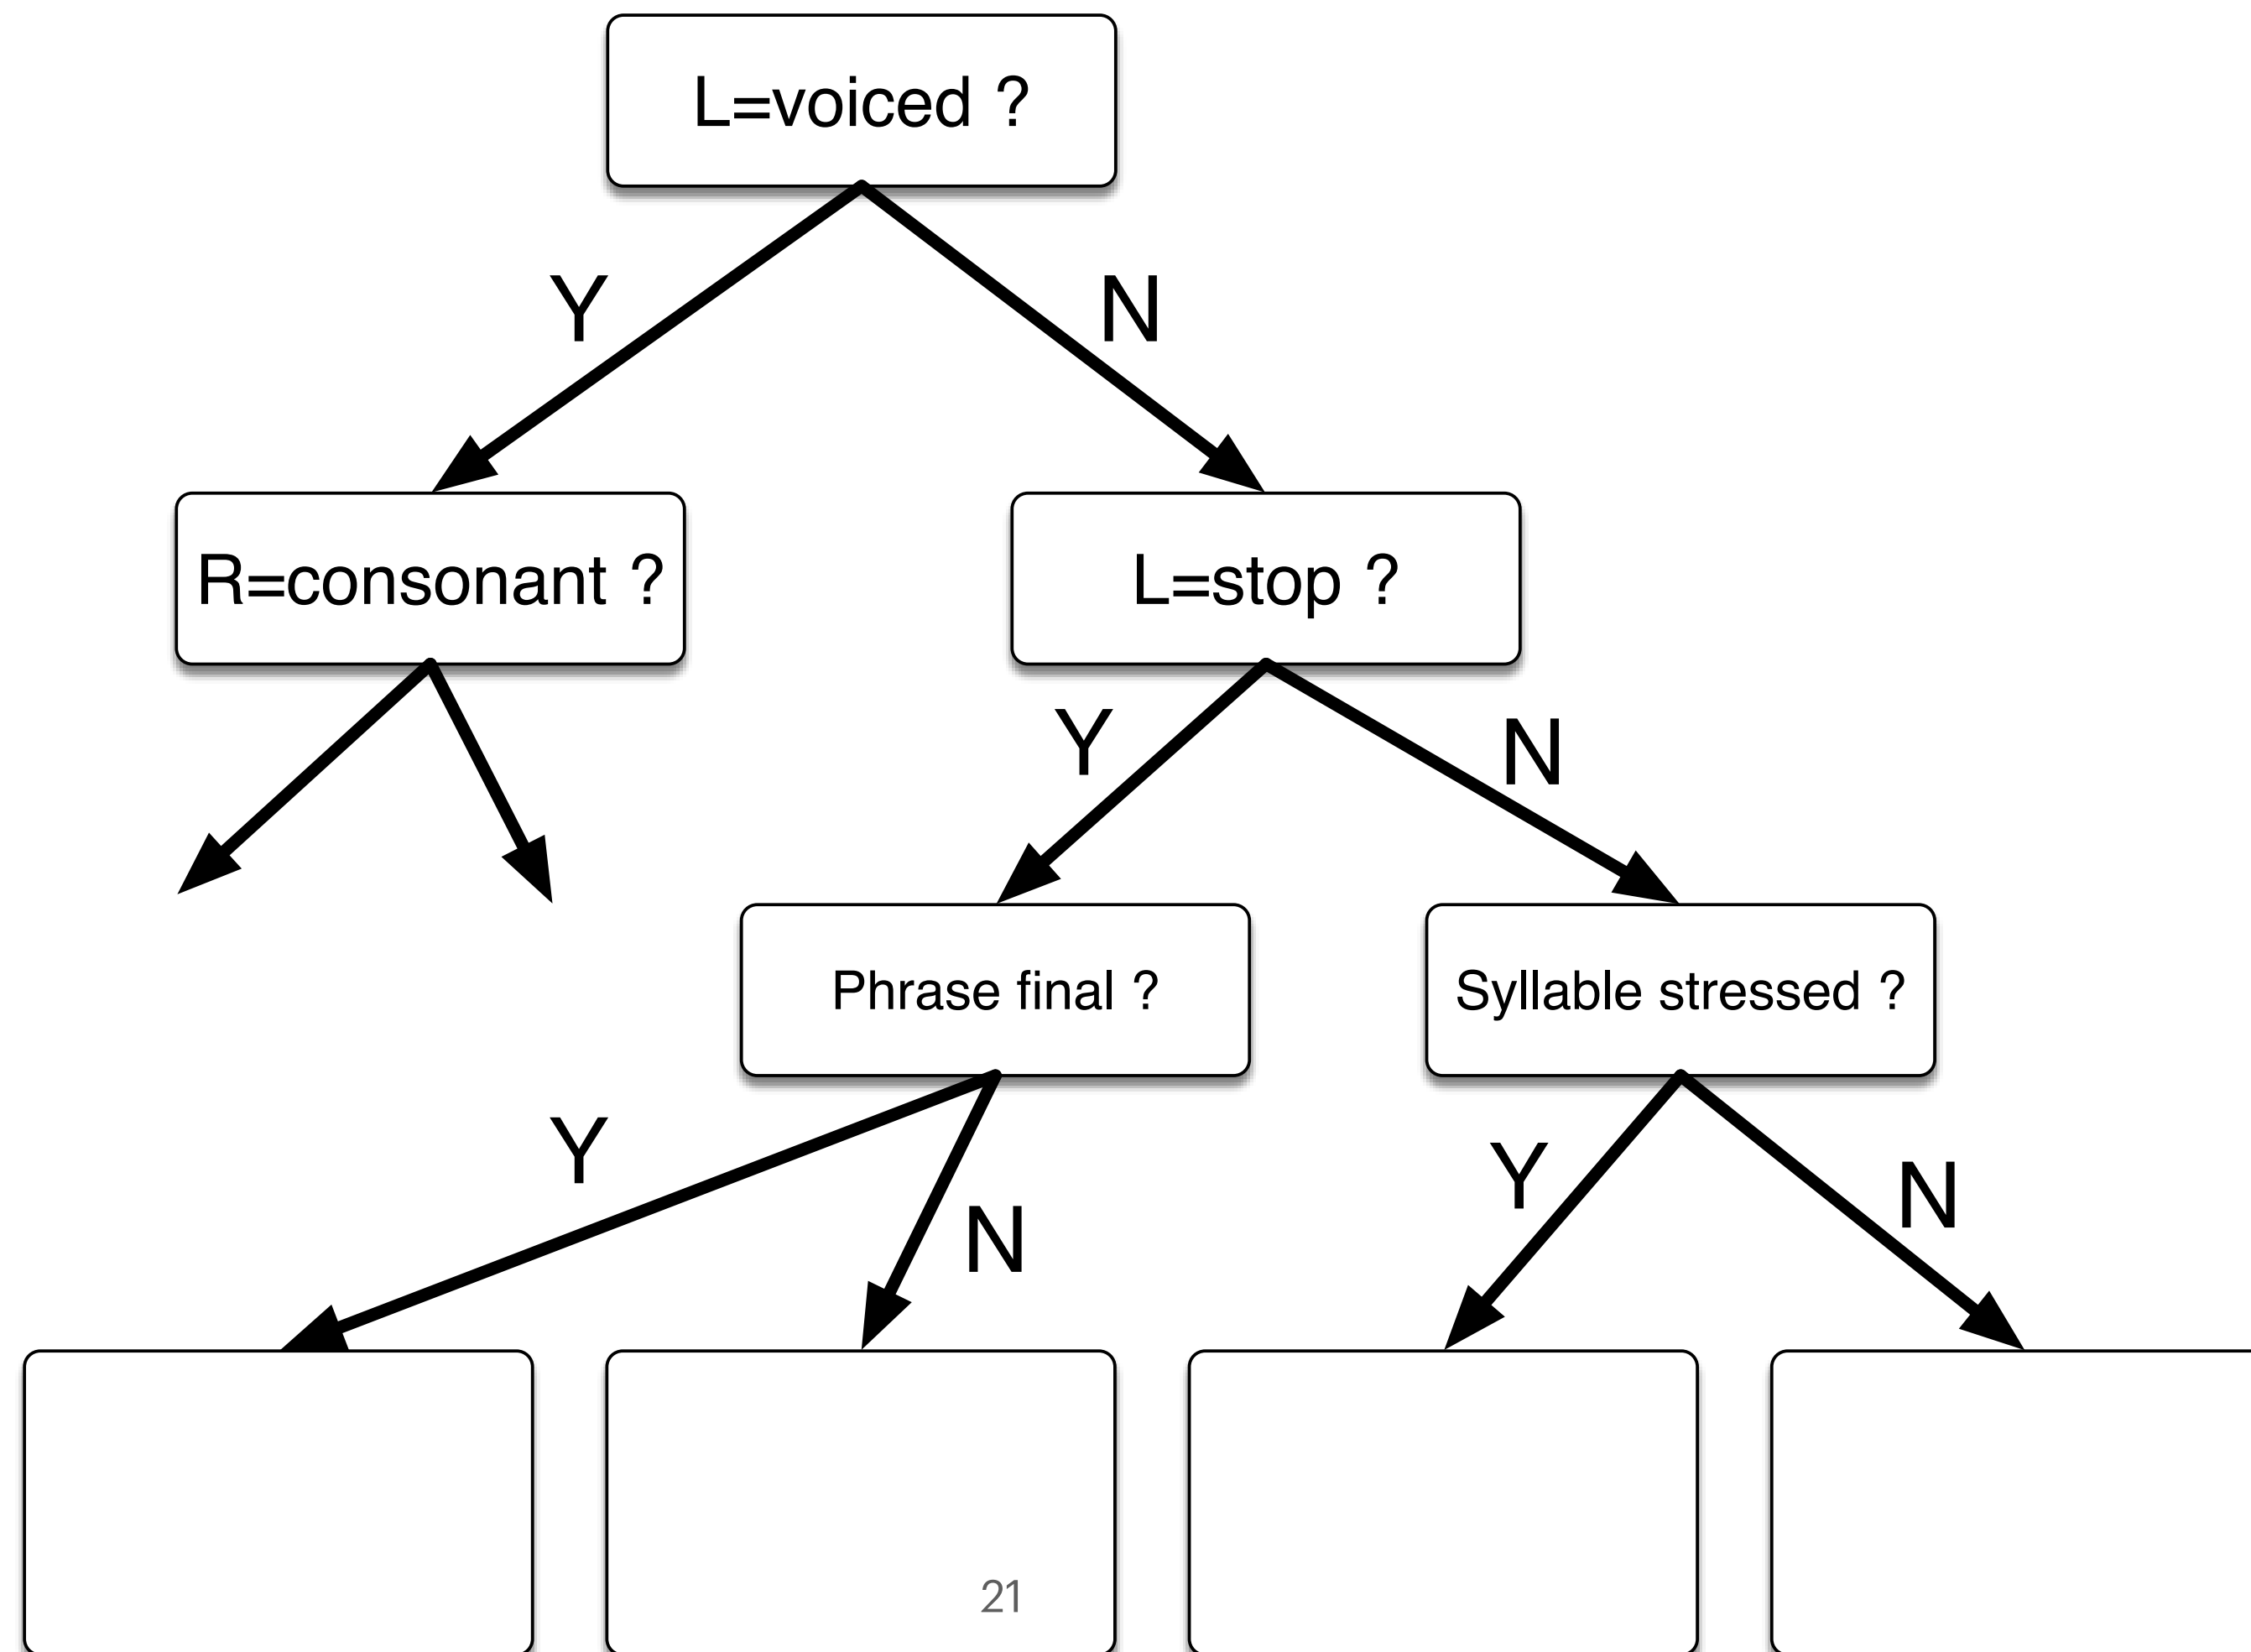 L=voiced ?
Y
N
R=consonant ?
L=stop ?
Y
N
Phrase final ?
Syllable stressed ?
Y
N
Y
N
21